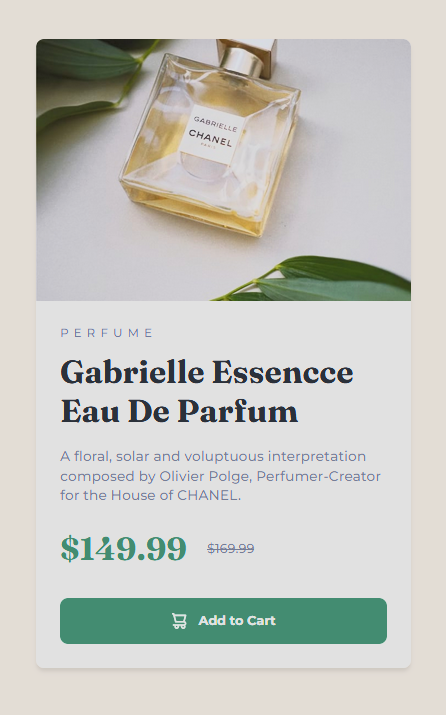 GABRIELLE
CHANEL
PARIS
PERFUME
Gabrielle Essencce
Eau De Parfum
A floral, solar and voluptuous interpretation
composed by Olivier Polge, Perfumer-Creator
for the House of CHANEL.
$149.99 $169.99
Add to Cart